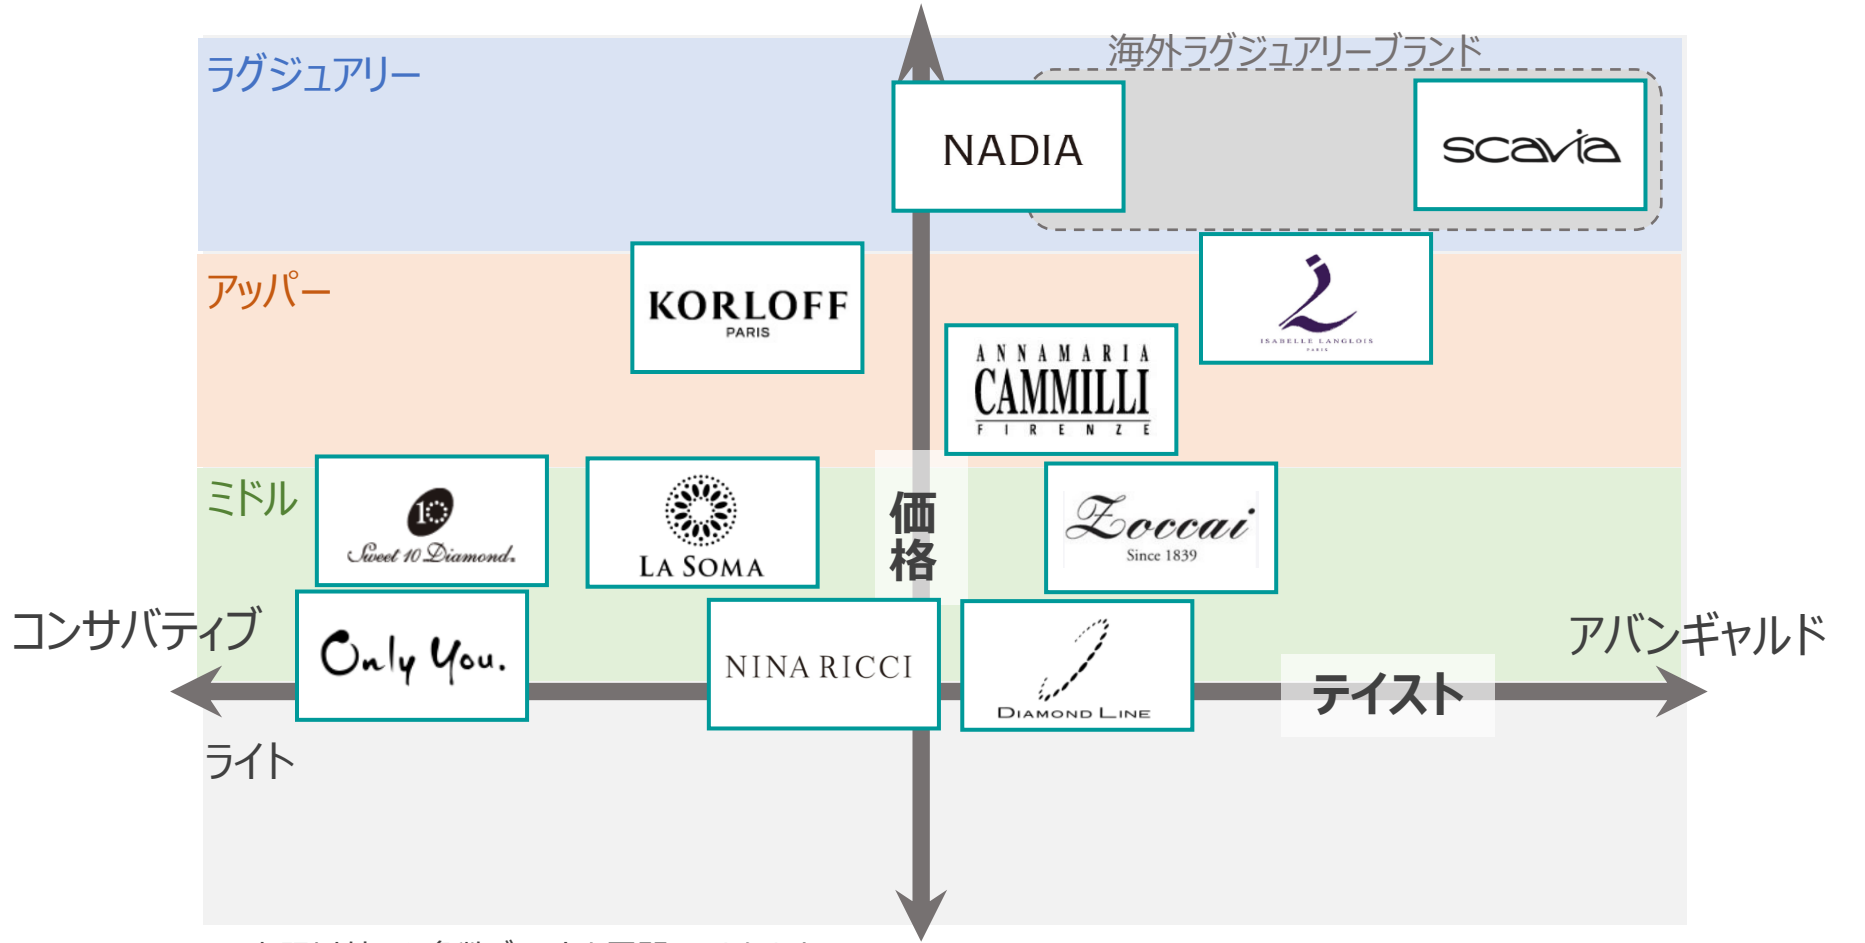 海外ラグジュアリーブランド
ラグジュアリー
NADIA
scavia
アッパー
KORLOFF
PARIS
ISABELLE LANGLOIS
PARIS
ANNAMARIA
CAMMILLI
FIRENZE
ミドル
10
Sweet 10 Diamond.
LA SOMA
価格
Zoccai
Since 1839
コンサバティブ
アバンギャルド
Only You.
NINA RICCI
DIAMOND LINE
テイスト
ライト